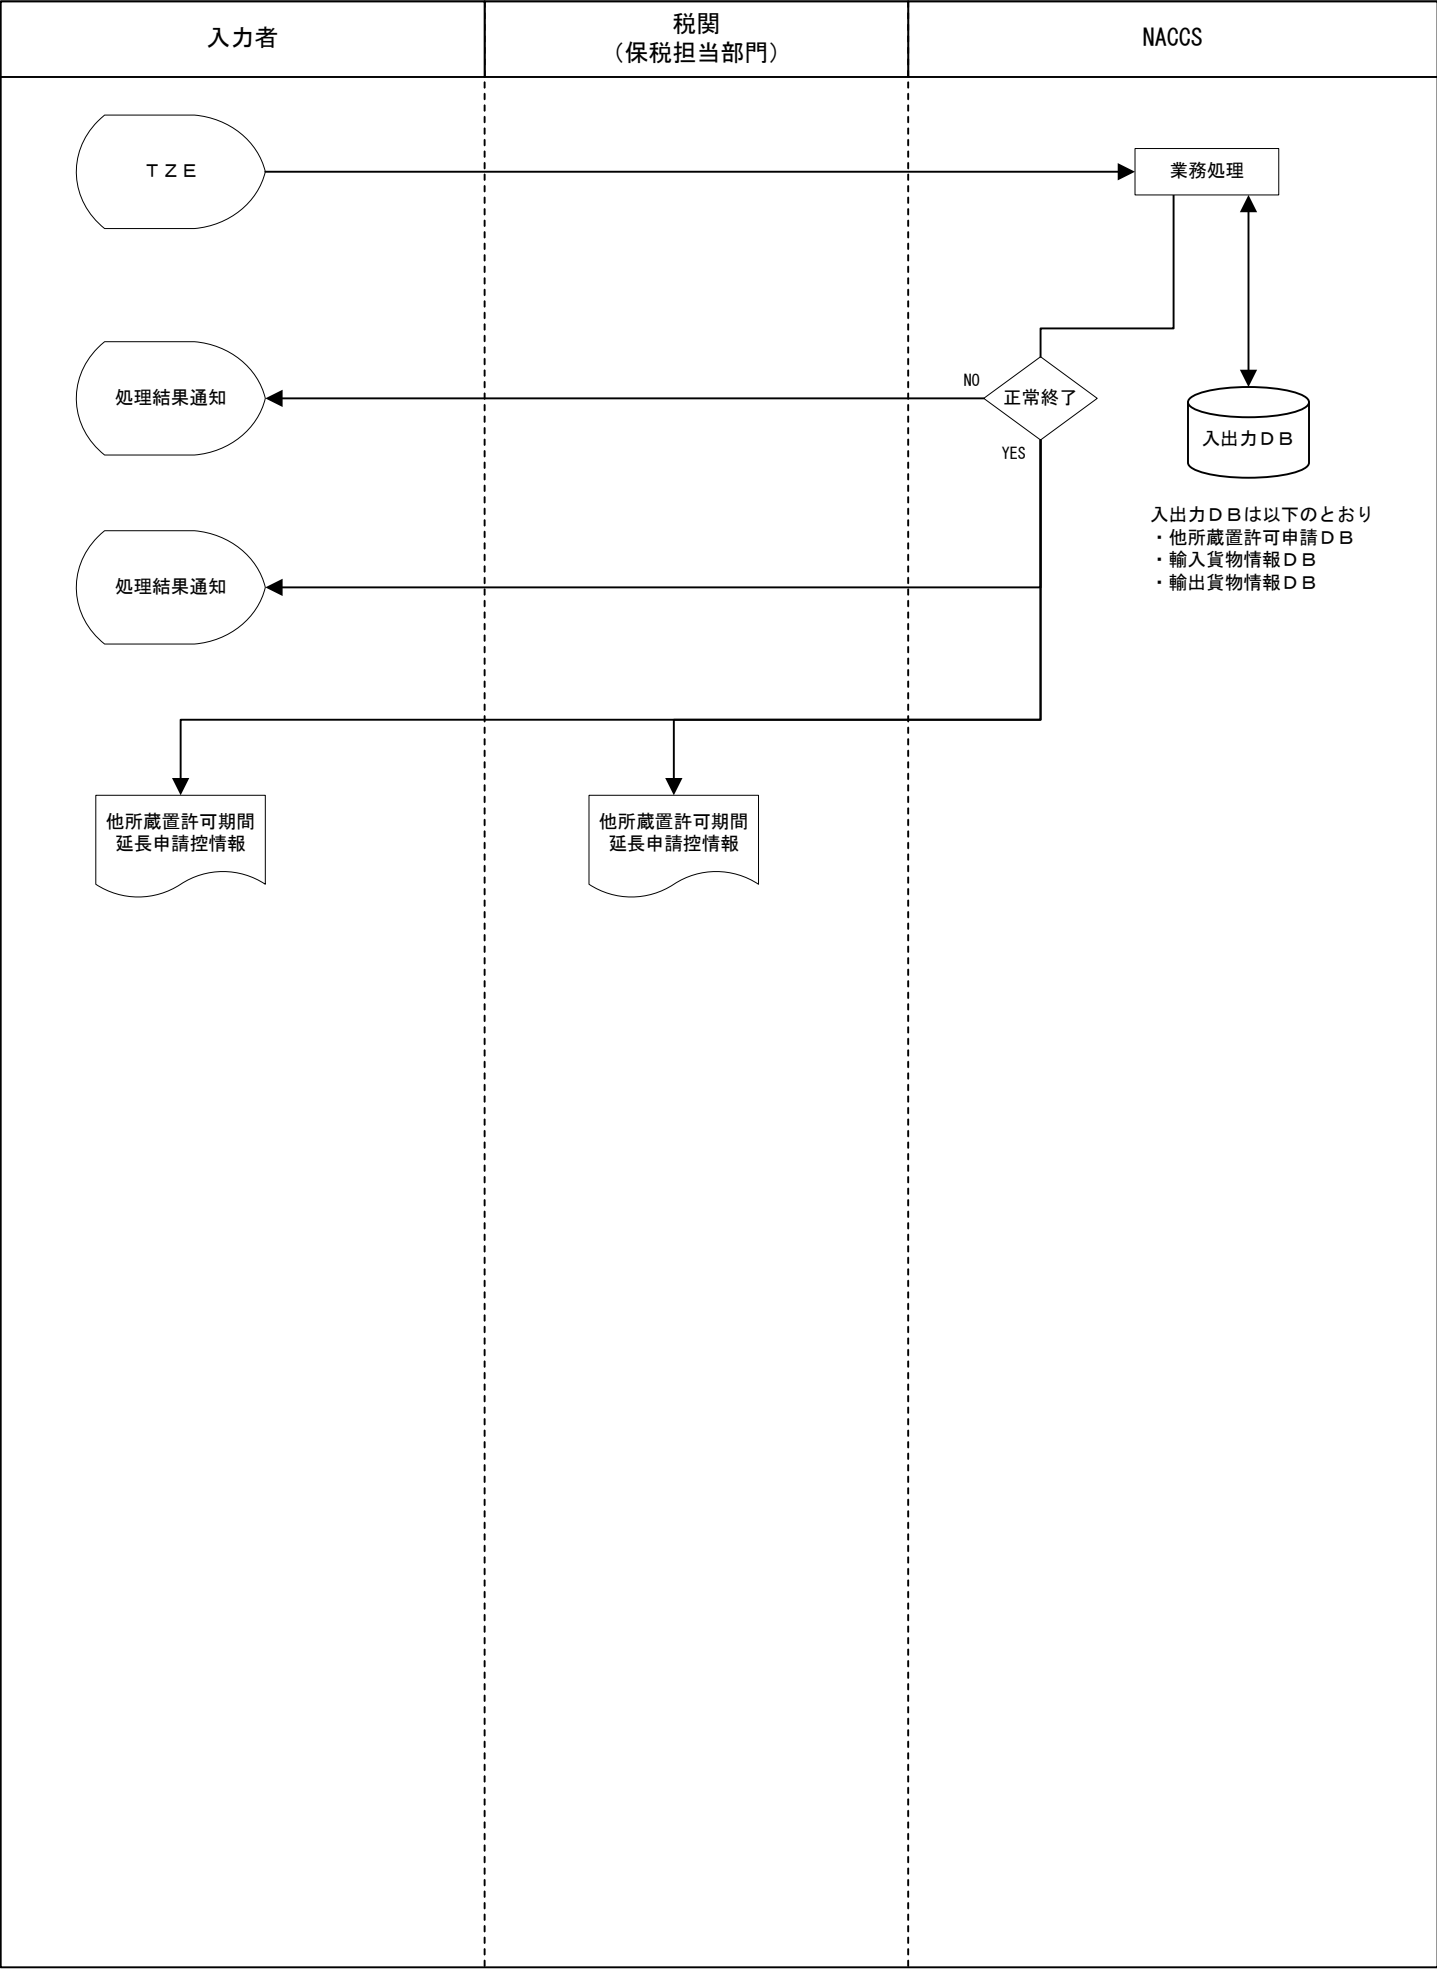 入力者
税関
（保税担当部門）
NACCS
ＴＺＥ
業務処理
処理結果通知
NO
正常終了
YES
入出力ＤＢ
入出力ＤＢは以下のとおり
・他所蔵置許可申請ＤＢ
・輸入貨物情報ＤＢ
・輸出貨物情報ＤＢ
処理結果通知
他所蔵置許可期間
延長申請控情報
他所蔵置許可期間
延長申請控情報